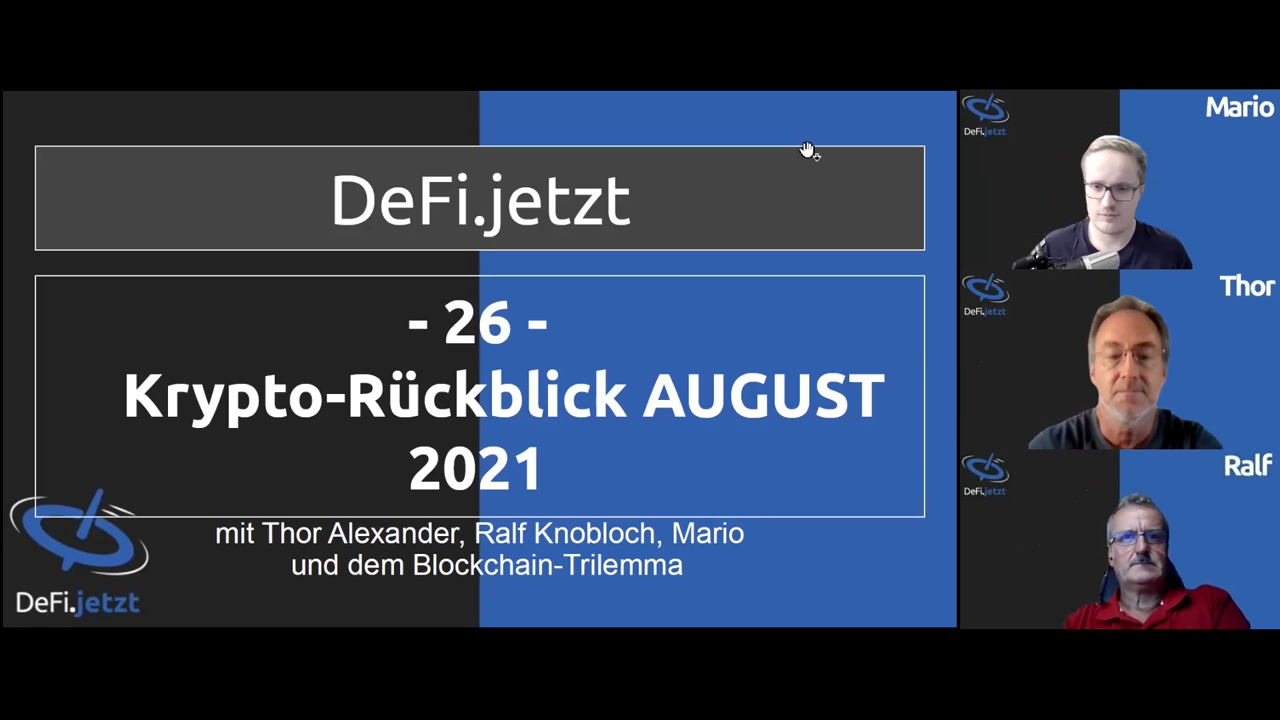 DeFi.jetzt
- 26 -
Krypto-Rückblick AUGUST
2021
mit Thor Alexander, Ralf Knobloch, Mario
und dem Blockchain-Trilemma
DeFi.jetzt
Mario
DeFi.jetzt
Thor
DeFi.jetzt
Ralf
DeFi.jetzt